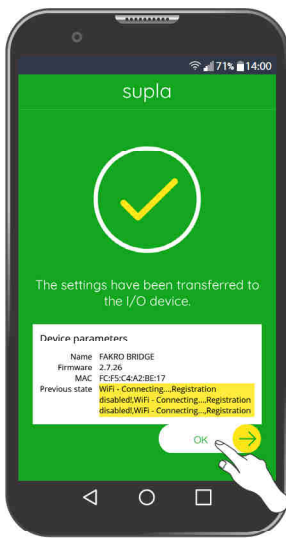 71% 14:00
supla
The settings have been transferred to
the I/O device.
Device parameters
Name FAKRO BRIDGE
Firmware 2.7.26
MAC FC:F5:C4:A2:BE:17
Previous state WiFi - Connecting...,Registration
disabled!,WiFi - Connecting...,Registration
disabled!,WiFi - Connecting...,Registration
OK